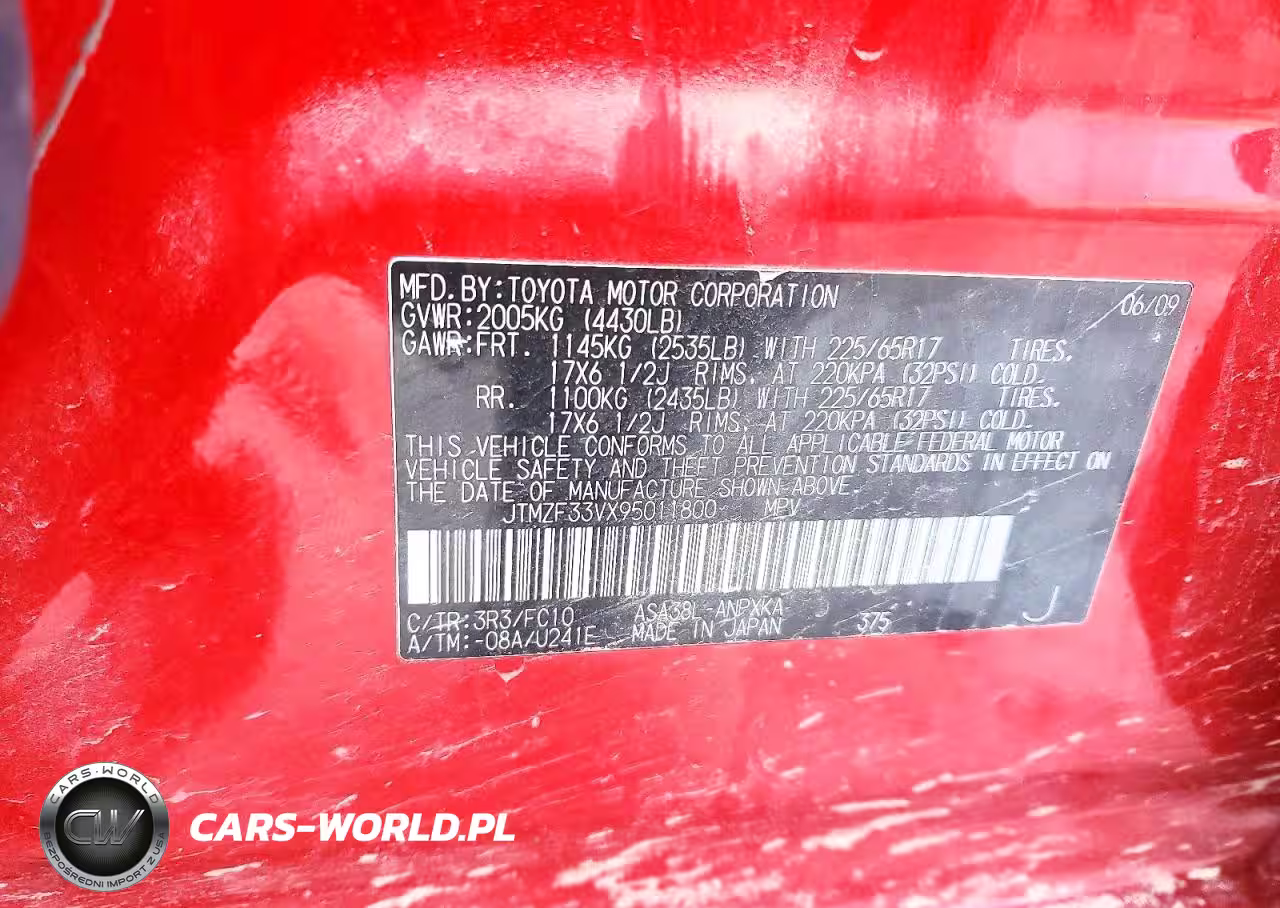 MFD.BY:TOYOTA MOTOR CORPORATION 06/09
GVWR:2005KG (4430LB)
GAWR:FRT. 1145KG (2535LB) WITH 225/65R17 TIRES.
17X6 1/2J RIMS, AT 220KPA (32PSI) COLD.
RR. 1100KG (2435LB) WITH 225/65R17 TIRES.
17X6 1/2J RIMS, AT 220KPA (32PSI) COLD.
THIS VEHICLE CONFORMS TO ALL APPLICABLE FEDERAL MOTOR
VEHICLE SAFETY AND THEFT PREVENTION STANDARDS IN EFFECT ON
THE DATE OF MANUFACTURE SHOWN ABOVE.
JTMZF33VX95011800 MPV
C/TR:3R3/FC10 ASA38L-ANPXKA
A/TM:-08A/U241E MADE IN JAPAN 375 J
CARS-WORLD
CW
BEZPOŚREDNI IMPORT Z USA
CARS-WORLD.PL